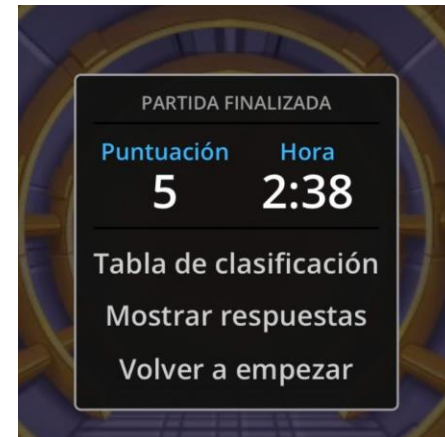 PARTIDA FINALIZADA
Puntuación Hora
5 2:38
Tabla de clasificación
Mostrar respuestas
Volver a empezar